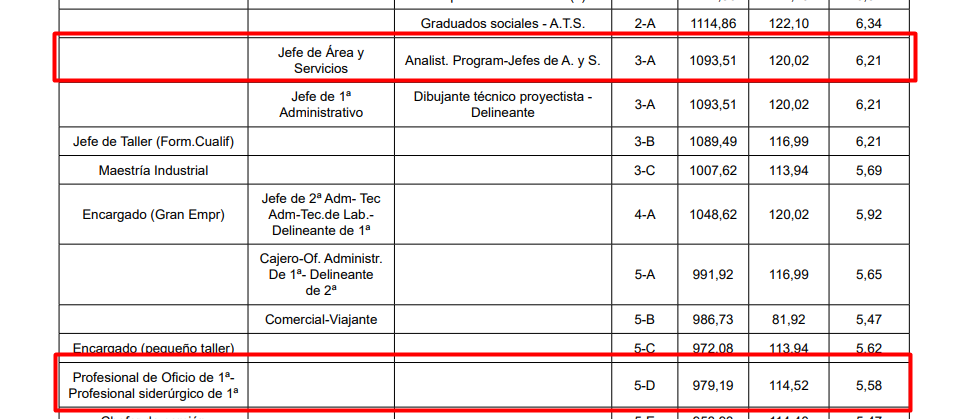 Graduados sociales - A.T.S. 2-A 1114,86 122,10 6,34
Jefe de Área y
Servicios
Analist. Program-Jefes de A. y S. 3-A 1093,51 120,02 6,21
Jefe de 1ª
Administrativo
Dibujante técnico proyectista -
Delineante
3-A 1093,51 120,02 6,21
Jefe de Taller (Form.Cualif) 3-B 1089,49 116,99 6,21
Maestría Industrial 3-C 1007,62 113,94 5,69
Encargado (Gran Empr)
Jefe de 2ª Adm- Tec
Adm-Tec.de Lab.-
Delineante de 1ª
4-A 1048,62 120,02 5,92
Cajero-Of. Administr.
De 1ª- Delineante
de 2ª
5-A 991,92 116,99 5,65
Comercial-Viajante 5-B 986,73 81,92 5,47
Encargado (pequeño taller) 5-C 972,08 113,94 5,62
Profesional de Oficio de 1ª-
Profesional siderúrgico de 1ª
5-D 979,19 114,52 5,58